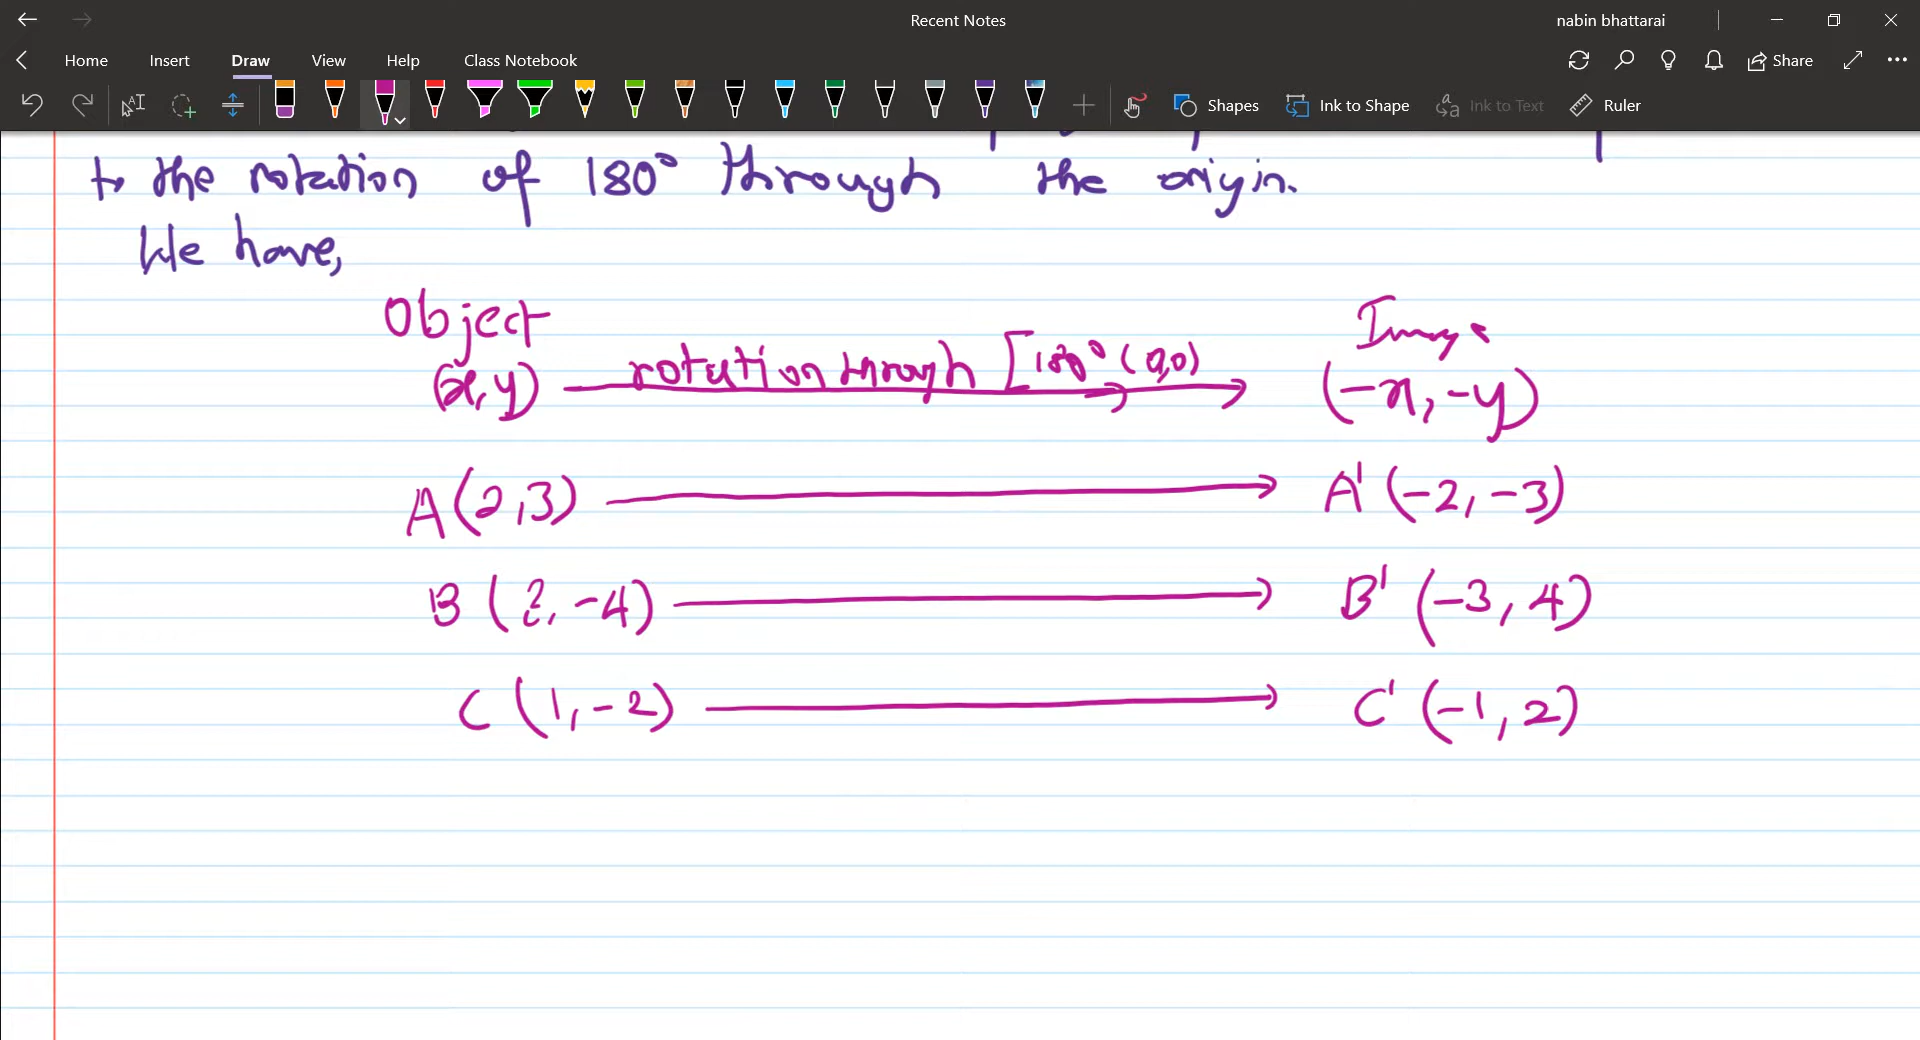 Recent Notes
nabin bhattarai
Home Insert Draw View Help Class Notebook Share
Shapes Ink to Shape Ink to Text Ruler
to the rotation of 180° through the origin.
We have,
Object Image
(x, y) rotation through [180° (0,0) (-x, -y)
A (2,3) A' (-2, -3)
B (2, -4) B' (-3, 4)
C (1, -2) C' (-1, 2)